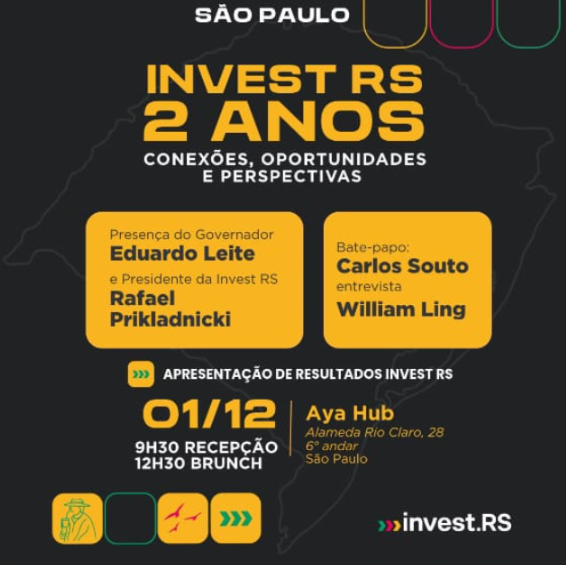 SÃO PAULO
INVEST RS
2 ANOS
CONEXÕES, OPORTUNIDADES
E PERSPECTIVAS
Presença do Governador
Eduardo Leite
e Presidente da Invest RS
Rafael
Prikladnicki
Bate-papo:
Carlos Souto
entrevista
William Ling
APRESENTAÇÃO DE RESULTADOS INVEST RS
01/12
9H30 RECEPÇÃO
12H30 BRUNCH
Aya Hub
Alameda Rio Claro, 28
6° andar
São Paulo
invest.RS